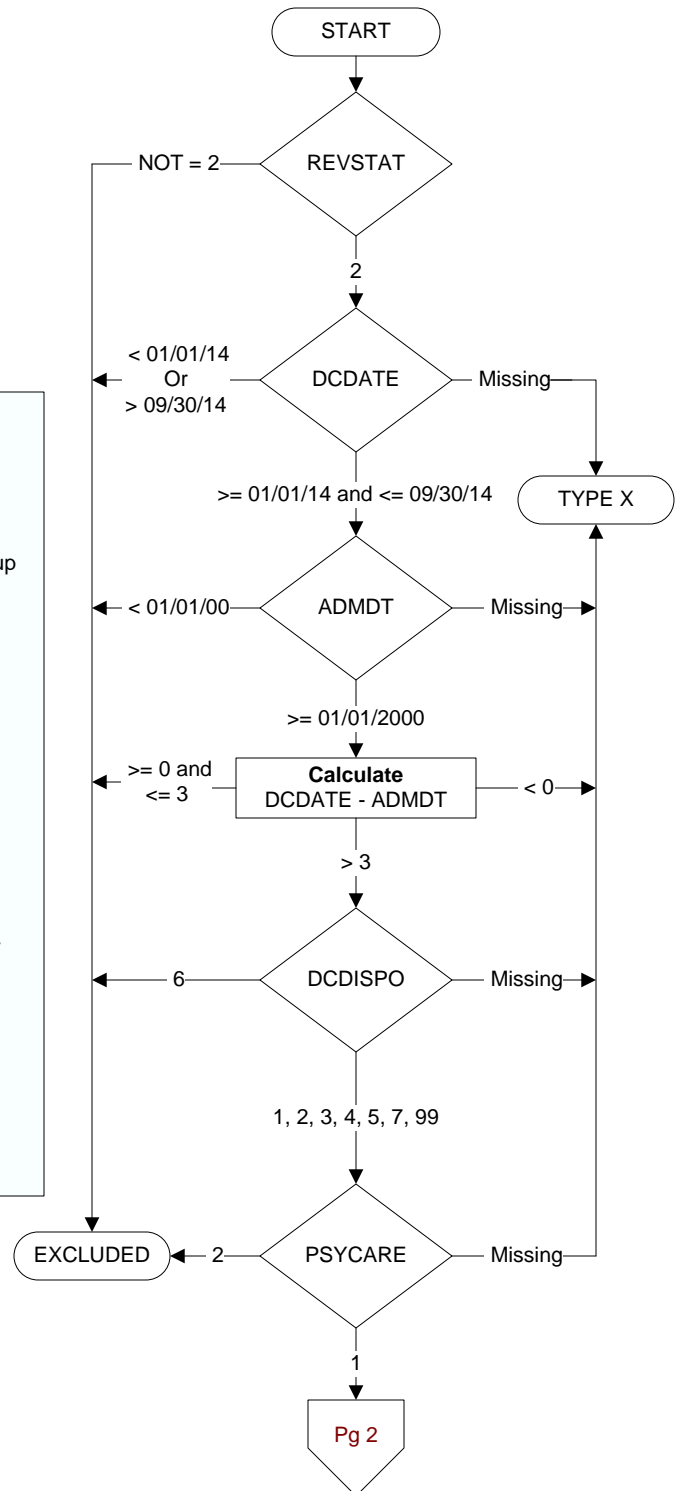 START
REVSTAT
NOT = 2
2
DCDATE
< 01/01/14
Or
> 09/30/14
Missing
>= 01/01/14 and <= 09/30/14
TYPE X
up
ADMDT
< 01/01/00
Missing
>= 01/01/2000
Calculate
DCDATE - ADMDT
>= 0 and
<= 3
< 0
> 3
DCDISPO
6
Missing
1, 2, 3, 4, 5, 7, 99
PSYCARE
EXCLUDED
2
Missing
1
Pg 2